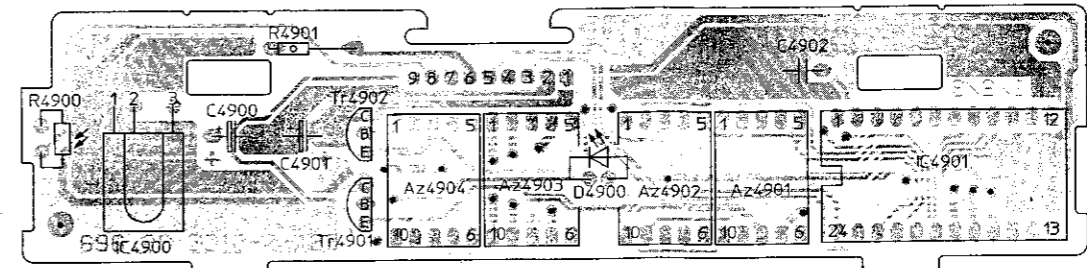 R4901
C4902
9 8 7 6 5 4 3 2 1
R4900
1 2 3
C4900
Tr4902
C4901
C B E
1 5
1 5
1 5
1 5
1 12
Az4904
Az4903
D4900
Az4902
Az4901
IC4901
C B E
IC4900
Tr4901
10 6
10 6
10 6
10 6
24 13